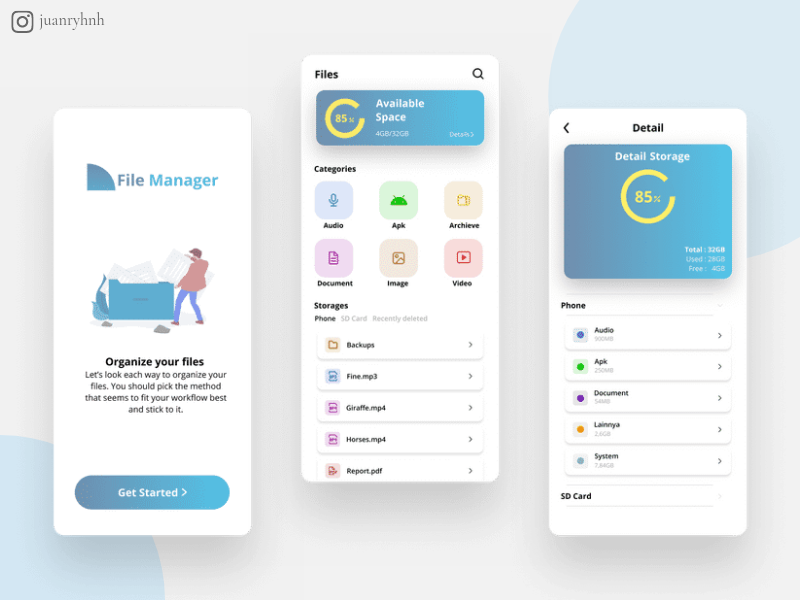 juanryhnh
File Manager
Organize your files
Let's look each way to organize your
files. You should pick the method
that seems to fit your workflow best
and stick to it.
Get Started
Files
85%
Available
Space
4GB/32GB
Details
Categories
Audio
Apk
Archieve
Document
Image
Video
Storages
Phone SD Card Recently deleted
Backups
Fine.mp3
Giraffe.mp4
Horses.mp4
Report.pdf
Detail
Detail Storage
85%
Total : 32GB
Used : 28GB
Free : 4GB
Phone
Audio
900MB
Apk
250MB
Document
54MB
Lainnya
2,6GB
System
7,84GB
SD Card